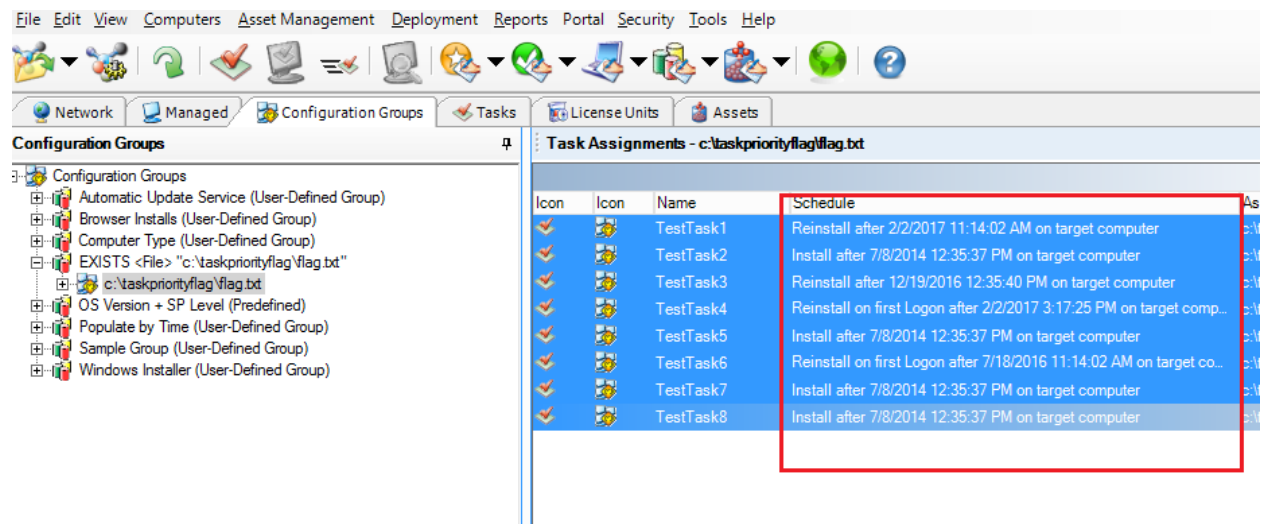 File Edit View Computers Asset Management Deployment Reports Portal Security Tools Help
Network Managed Configuration Groups Tasks License Units Assets
Configuration Groups
Task Assignments - c:\taskpriorityflag\flag.txt
Configuration Groups
Automatic Update Service (User-Defined Group)
Browser Installs (User-Defined Group)
Computer Type (User-Defined Group)
EXISTS <File> "c:\taskpriorityflag\flag.txt"
c:\taskpriorityflag\flag.txt
OS Version + SP Level (Predefined)
Populate by Time (User-Defined Group)
Sample Group (User-Defined Group)
Windows Installer (User-Defined Group)
Icon Icon Name Schedule As
TestTask1 Reinstall after 2/2/2017 11:14:02 AM on target computer c:\
TestTask2 Install after 7/8/2014 12:35:37 PM on target computer c:\
TestTask3 Reinstall after 12/19/2016 12:35:40 PM on target computer c:\
TestTask4 Reinstall on first Logon after 2/2/2017 3:17:25 PM on target comp... c:\
TestTask5 Install after 7/8/2014 12:35:37 PM on target computer c:\
TestTask6 Reinstall on first Logon after 7/18/2016 11:14:02 AM on target co... c:\
TestTask7 Install after 7/8/2014 12:35:37 PM on target computer c:\
TestTask8 Install after 7/8/2014 12:35:37 PM on target computer c:\